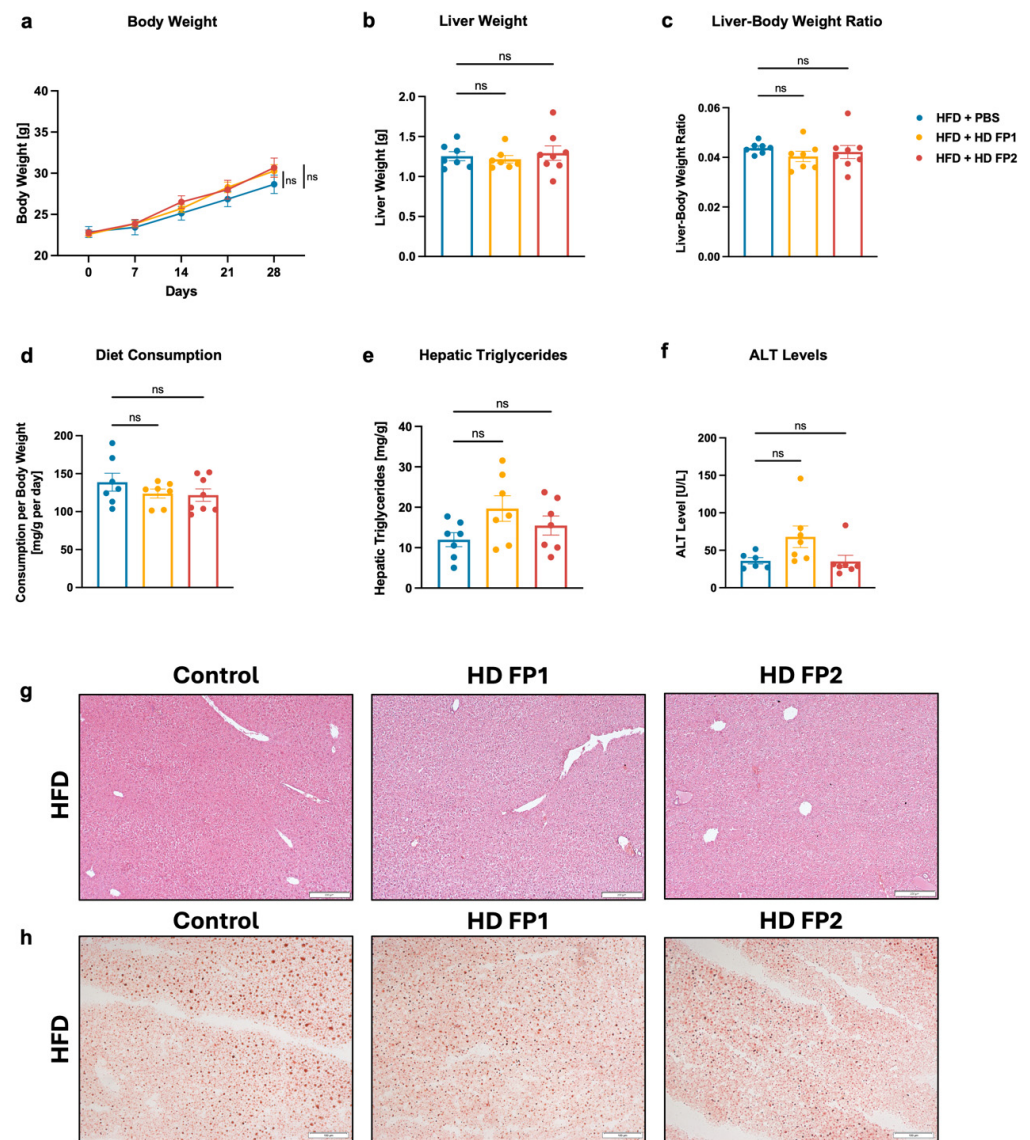 a
Body Weight
Body Weight [g]
40
35
30
25
20
ns
ns
0 7 14 21 28
Days
b
Liver Weight
ns
ns
Liver Weight [g]
2.0
1.5
1.0
0.5
0.0
c
Liver-Body Weight Ratio
ns
ns
Liver-Body Weight Ratio
0.06
0.04
0.02
0.00
HFD + PBS
HFD + HD FP1
HFD + HD FP2
d
Diet Consumption
ns
ns
Consumption per Body Weight
[mg/g per day]
200
150
100
50
0
e
Hepatic Triglycerides
ns
ns
Hepatic Triglycerides [mg/g]
40
30
20
10
0
f
ALT Levels
ns
ns
ALT Level [U/L]
200
150
100
50
0
g
Control HD FP1 HD FP2
HFD
h
Control HD FP1 HD FP2
HFD